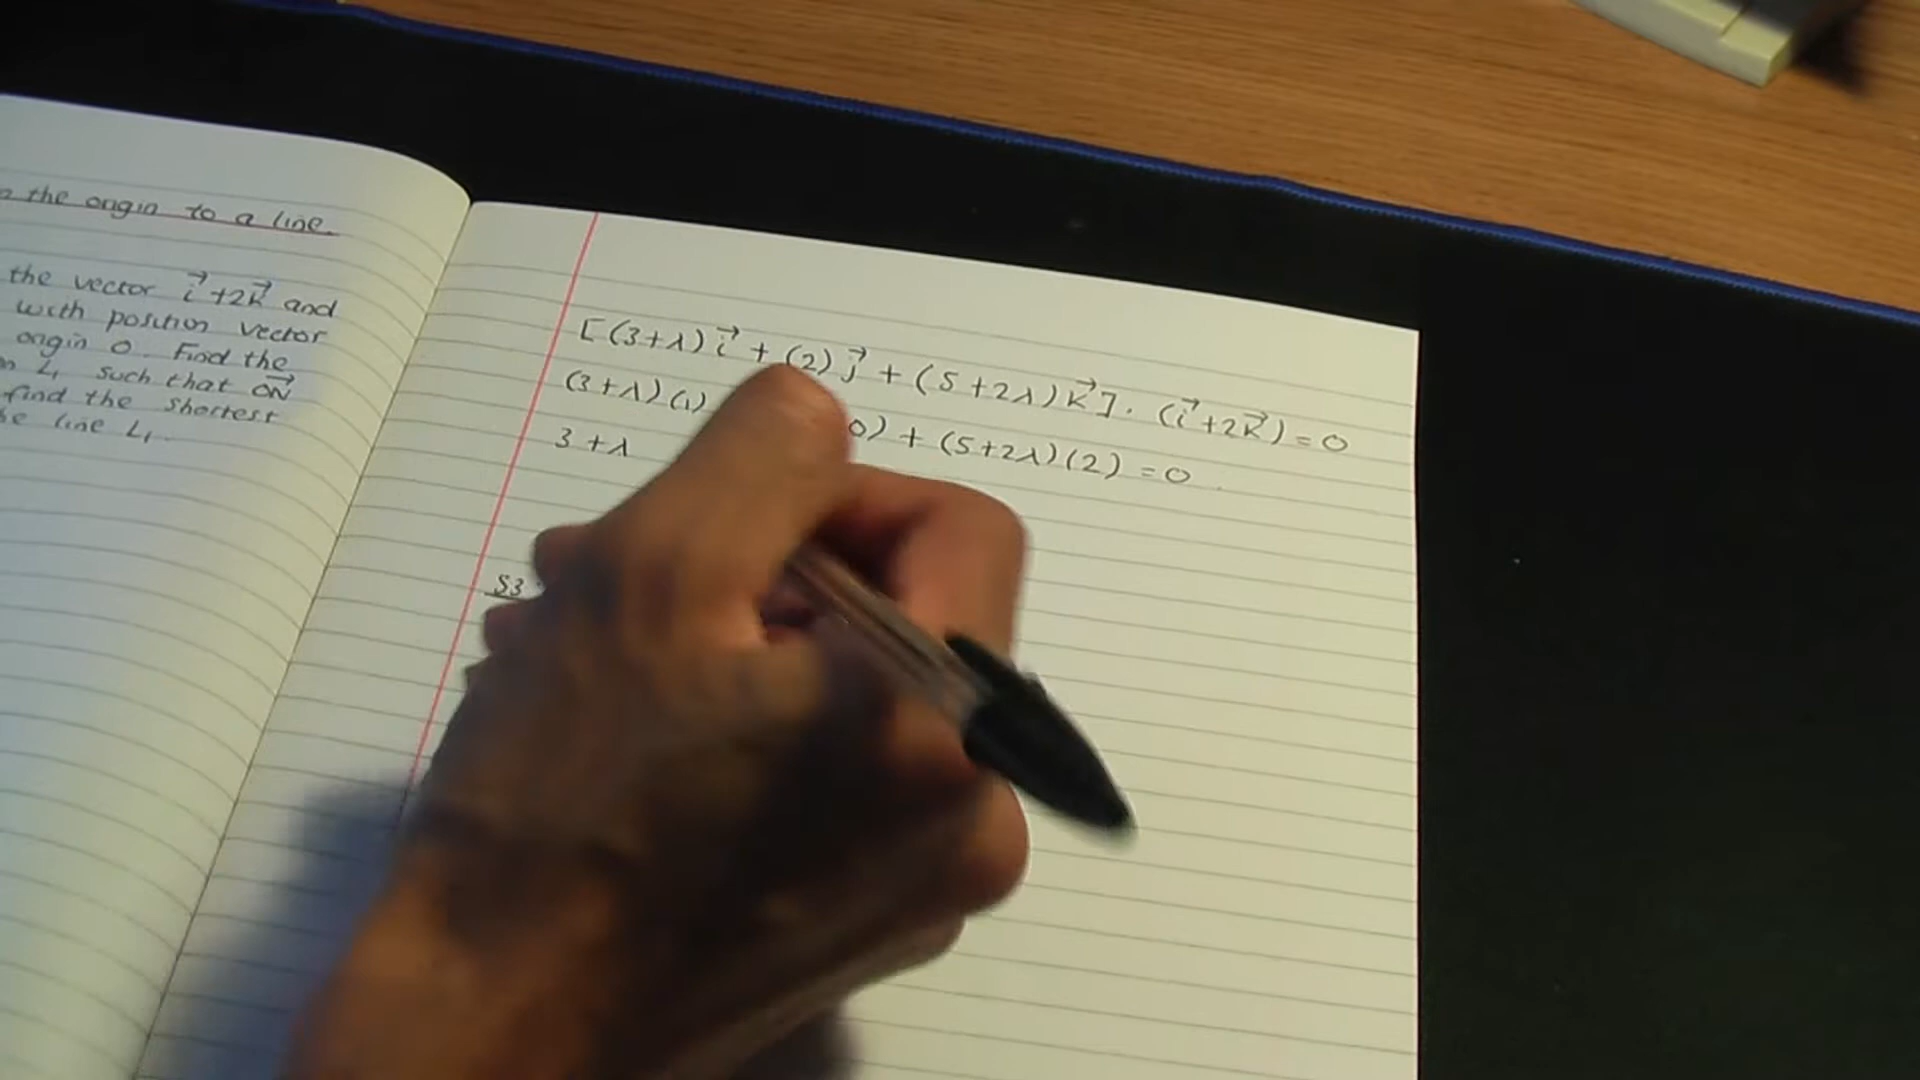 the origin to a line.
the vector i⃗+2k⃗ and
with position vector
origin O. Find the
L₁ such that ON⃗
find the shortest
line L₁.
[(3+λ)i⃗ + (2)j⃗ + (5+2λ)k⃗]. (i⃗+2k⃗) = 0
(3+λ)(1) 0) + (5+2λ)(2) = 0
3+λ
S3